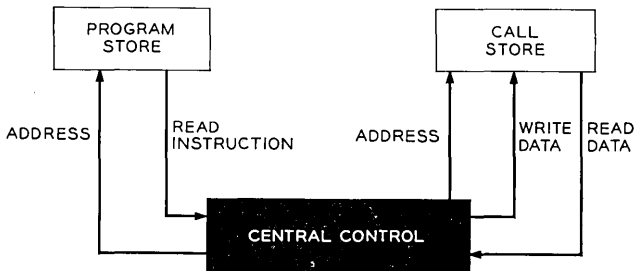 PROGRAM
STORE
CALL
STORE
ADDRESS
READ
INSTRUCTION
ADDRESS
WRITE
DATA
READ
DATA
CENTRAL CONTROL